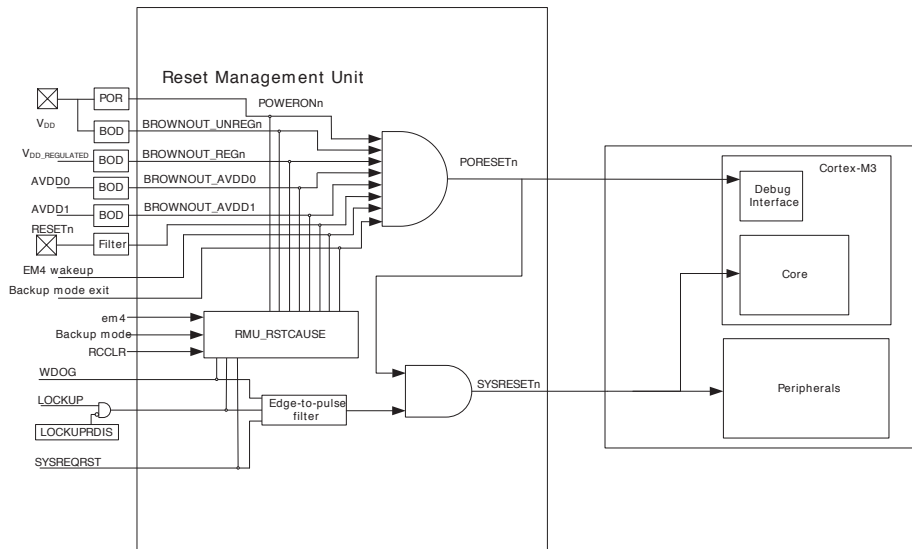 Reset Management Unit
POR
POWERONn
VDD
BOD
BROWNOUT_UNREGn
VDD_REGULATED
BOD
BROWNOUT_REGn
AVDD0
BOD
BROWNOUT_AVDD0
AVDD1
BOD
BROWNOUT_AVDD1
RESETn
Filter
EM4 wakeup
Backup mode exit
PORESETn
Cortex-M3
Debug
Interface
Core
em4
Backup mode
RCCLR
RMU_RSTCAUSE
WDOG
LOCKUP
LOCKUPRDIS
SYSREQRST
Edge-to-pulse
filter
SYSRESETn
Peripherals